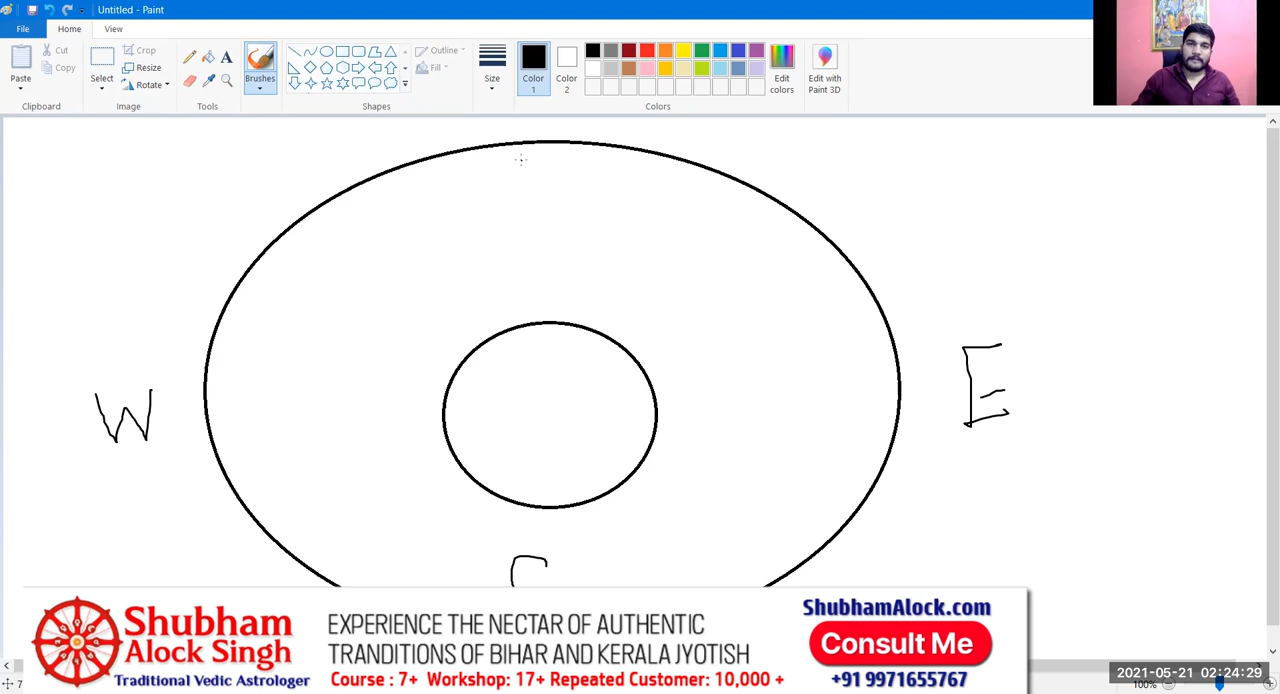 Untitled - Paint
File
Home
View
Paste
Cut
Copy
Clipboard
Select
Crop
Resize
Rotate
Image
Tools
Brushes
Shapes
Outline
Fill
Size
Color
1
Color
2
Colors
Edit
colors
Edit with
Paint 3D
W
E
Shubham
Alock Singh
Traditional Vedic Astrologer
EXPERIENCE THE NECTAR OF AUTHENTIC
TRANDITIONS OF BIHAR AND KERALA JYOTISH
Course : 7+ Workshop: 17+ Repeated Customer: 10,000 +
ShubhamAlock.com
Consult Me
+91 9971655767
2021-05-21 02:24:29
100%
7